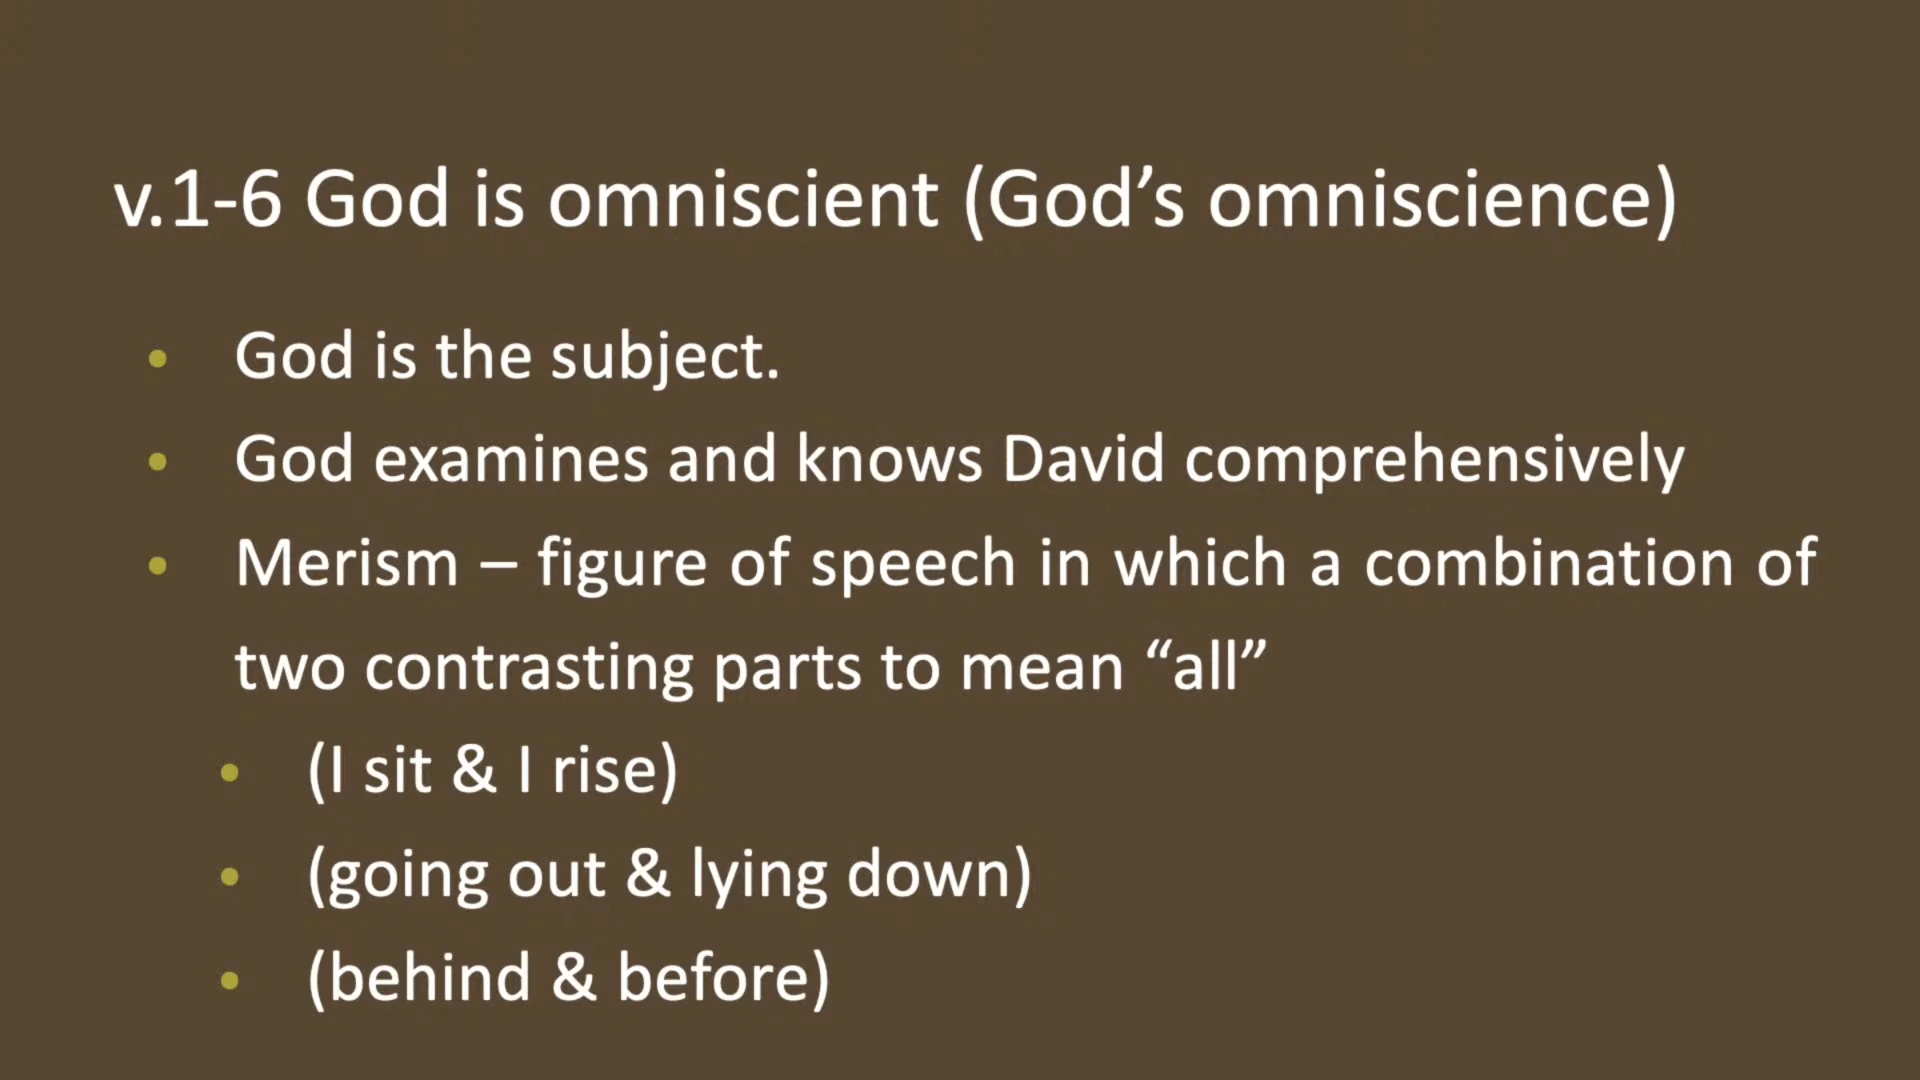 v.1-6 God is omniscient (God’s omniscience)
• God is the subject.
• God examines and knows David comprehensively
• Merism – figure of speech in which a combination of
two contrasting parts to mean “all”
• (I sit & I rise)
• (going out & lying down)
• (behind & before)